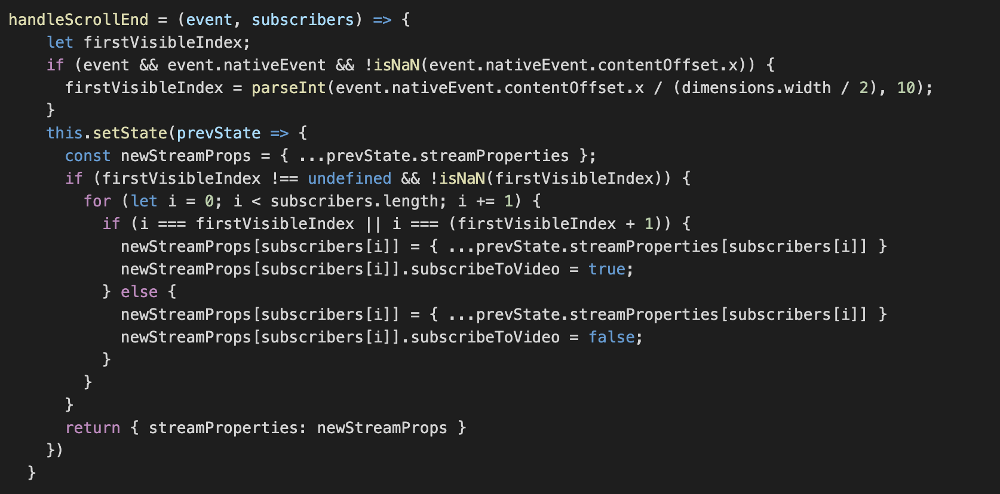 handleScrollEnd = (event, subscribers) => {
    let firstVisibleIndex;
    if (event && event.nativeEvent && !isNaN(event.nativeEvent.contentOffset.x)) {
      firstVisibleIndex = parseInt(event.nativeEvent.contentOffset.x / (dimensions.width / 2), 10);
    }
    this.setState(prevState => {
      const newStreamProps = { ...prevState.streamProperties };
      if (firstVisibleIndex !== undefined && !isNaN(firstVisibleIndex)) {
        for (let i = 0; i < subscribers.length; i += 1) {
          if (i === firstVisibleIndex || i === (firstVisibleIndex + 1)) {
            newStreamProps[subscribers[i]] = { ...prevState.streamProperties[subscribers[i]] }
            newStreamProps[subscribers[i]].subscribeToVideo = true;
          } else {
            newStreamProps[subscribers[i]] = { ...prevState.streamProperties[subscribers[i]] }
            newStreamProps[subscribers[i]].subscribeToVideo = false;
          }
        }
      }
      return { streamProperties: newStreamProps }
    })
  }